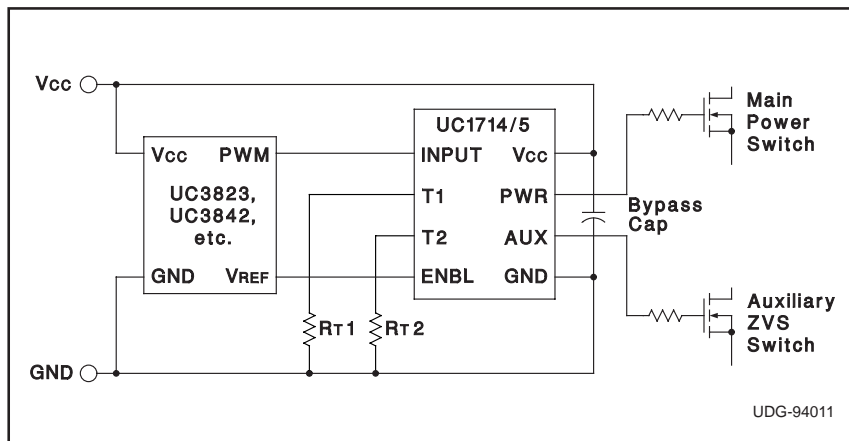 Vcc
UC1714/5
Vcc PWM
INPUT Vcc
UC3823,
UC3842,
etc.
T1 PWR
T2 AUX
GND VREF
ENBL GND
Bypass
Cap
Main
Power
Switch
RT1 RT2
Auxiliary
ZVS
Switch
GND
UDG-94011